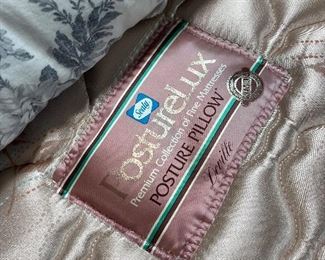 Sealy
PostureLux
Premium Collection of Fine Mattresses
POSTURE PILLOW